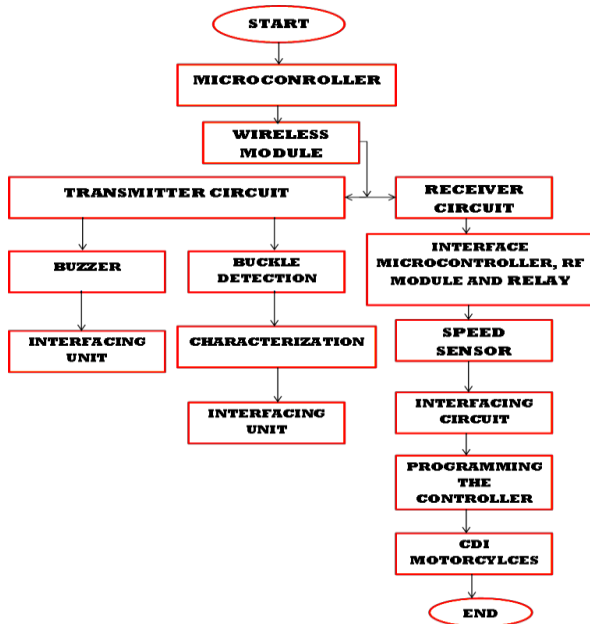 START
MICROCONROLLER
WIRELESS
MODULE
TRANSMITTER CIRCUIT
RECEIVER
CIRCUIT
BUZZER
BUCKLE
DETECTION
INTERFACE
MICROCONTROLLER, RF
MODULE AND RELAY
INTERFACING
UNIT
CHARACTERIZATION
SPEED
SENSOR
INTERFACING
UNIT
INTERFACING
CIRCUIT
PROGRAMMING
THE
CONTROLLER
CDI
MOTORCYLCES
END